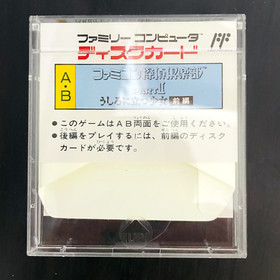 ファミリー コンピュータ
ディスクカード
A・B
ファミコン探偵倶楽部
PartII
うしろに立つ少女 前編
●このゲームはAB両面をご使用ください。
●後編をプレイするには、前編のディスク
カードが必要です。